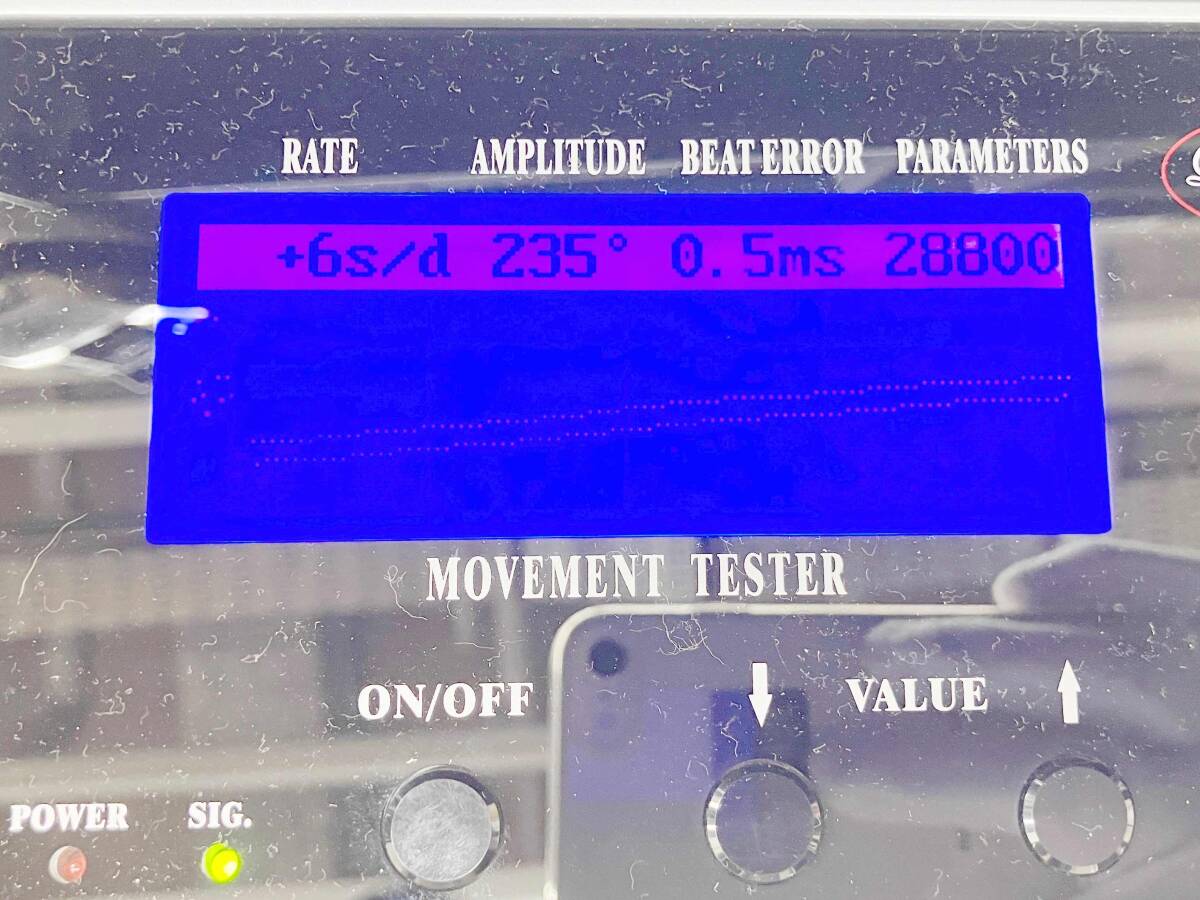 RATE AMPLITUDE BEAT ERROR PARAMETERS
+6s/d 235° 0.5ms 28800
MOVEMENT TESTER
ON/OFF VALUE
POWER SIG.